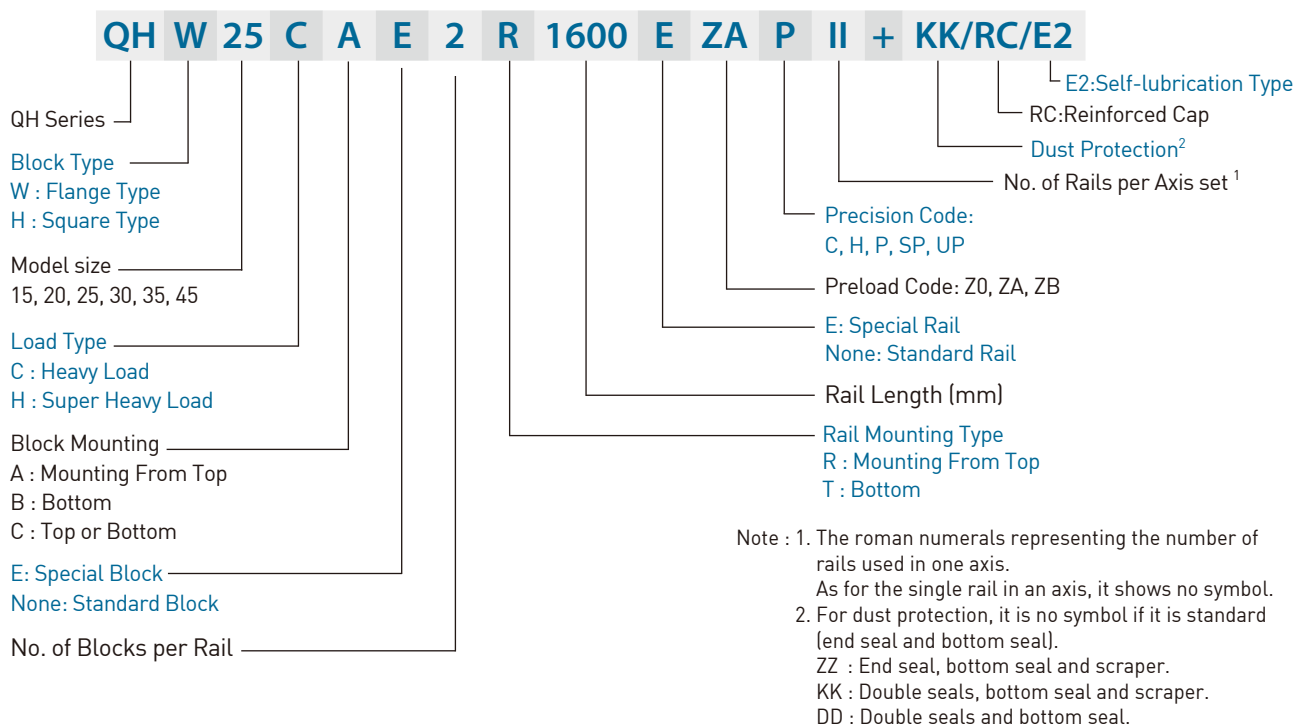 QH W 25 C A E 2 R 1600 E ZA P II + KK/RC/E2
QH Series
Block Type
W : Flange Type
H : Square Type
Model size
15, 20, 25, 30, 35, 45
Load Type
C : Heavy Load
H : Super Heavy Load
Block Mounting
A : Mounting From Top
B : Bottom
C : Top or Bottom
E: Special Block
None: Standard Block
No. of Blocks per Rail
E2:Self-lubrication Type
RC:Reinforced Cap
Dust Protection2
No. of Rails per Axis set 1
Precision Code:
C, H, P, SP, UP
Preload Code: Z0, ZA, ZB
E: Special Rail
None: Standard Rail
Rail Length (mm)
Rail Mounting Type
R : Mounting From Top
T : Bottom
Note : 1. The roman numerals representing the number of
rails used in one axis.
As for the single rail in an axis, it shows no symbol.
2. For dust protection, it is no symbol if it is standard
(end seal and bottom seal).
ZZ : End seal, bottom seal and scraper.
KK : Double seals, bottom seal and scraper.
DD : Double seals and bottom seal.